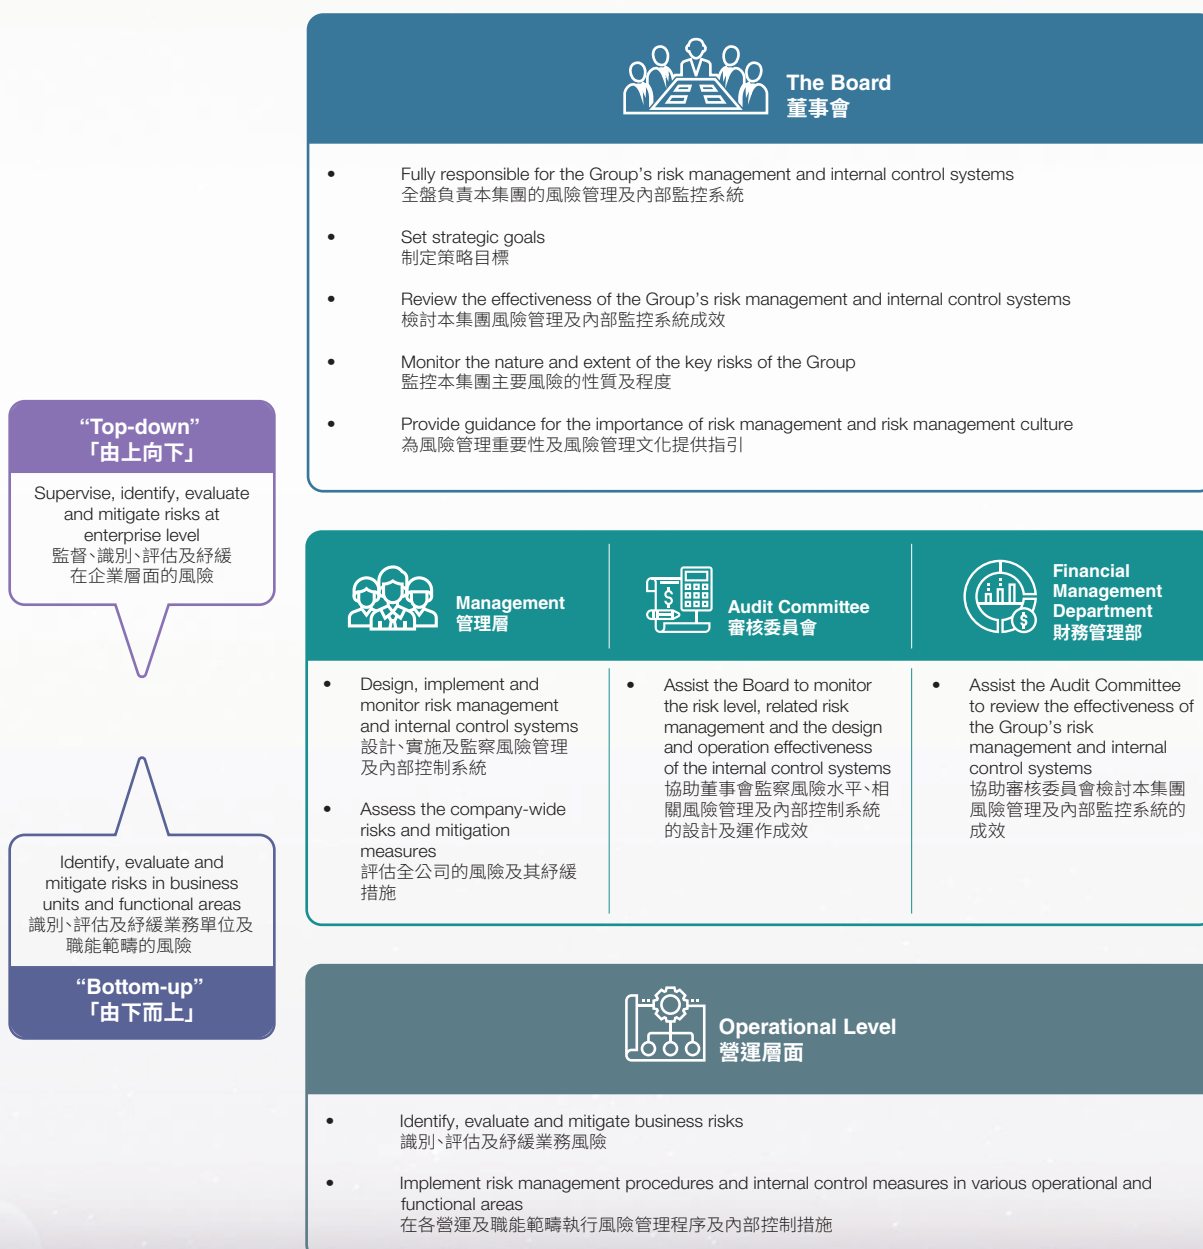 The Board
董事會
• Fully responsible for the Group’s risk management and internal control systems
全盤負責本集團的風險管理及內部監控系統
• Set strategic goals
制定策略目標
• Review the effectiveness of the Group’s risk management and internal control systems
檢討本集團風險管理及內部監控系統成效
• Monitor the nature and extent of the key risks of the Group
監控本集團主要風險的性質及程度
• Provide guidance for the importance of risk management and risk management culture
為風險管理重要性及風險管理文化提供指引
“Top-down”
「由上向下」
Supervise, identify, evaluate
and mitigate risks at
enterprise level
監督、識別、評估及紓緩
在企業層面的風險
Management
管理層
• Design, implement and
monitor risk management
and internal control systems
設計、實施及監察風險管理
及內部控制系統
• Assess the company-wide
risks and mitigation
measures
評估全公司的風險及其紓緩
措施
Audit Committee
審核委員會
• Assist the Board to monitor
the risk level, related risk
management and the design
and operation effectiveness
of the internal control systems
協助董事會監察風險水平、相
關風險管理及內部控制系統
的設計及運作成效
Financial
Management
Department
財務管理部
• Assist the Audit Committee
to review the effectiveness of
the Group’s risk
management and internal
control systems
協助審核委員會檢討本集團
風險管理及內部監控系統的
成效
Identify, evaluate and
mitigate risks in business
units and functional areas
識別、評估及紓緩業務單位及
職能範疇的風險
“Bottom-up”
「由下而上」
Operational Level
營運層面
• Identify, evaluate and mitigate business risks
識別、評估及紓緩業務風險
• Implement risk management procedures and internal control measures in various operational and
functional areas
在各營運及職能範疇執行風險管理程序及內部控制措施